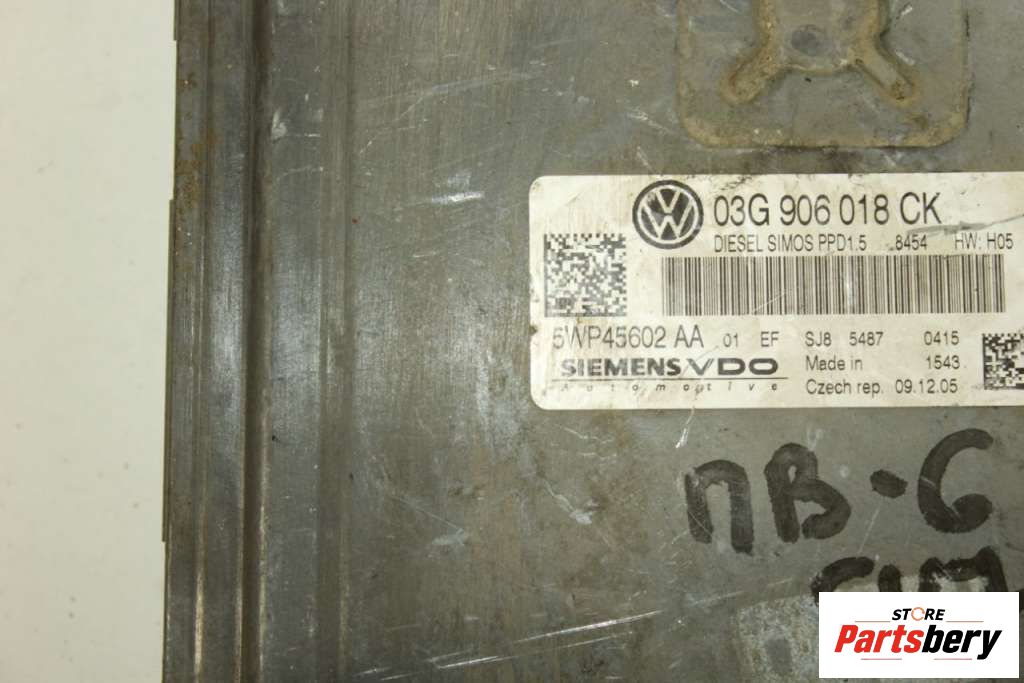 03G 906 018 CK
DIESEL SIMOS PPD1.5 8454 HW: H05
5WP45602 AA 01 EF SJ8 5487 0415
SIEMENS VDO Made in 1543
Automotive Czech rep. 09.12.05
ПВ-6
STORE
Partsbery